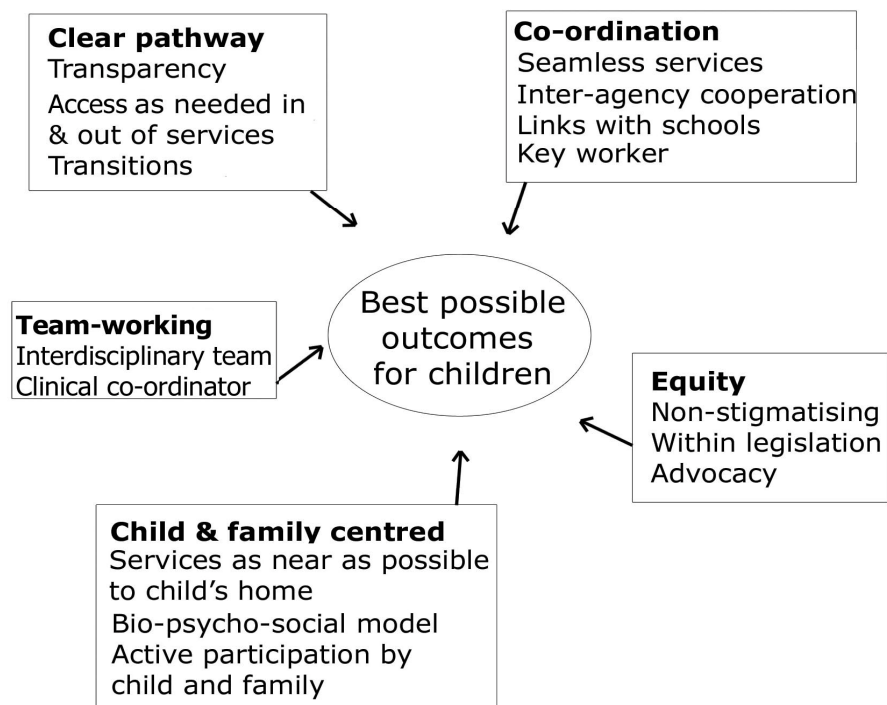 Clear pathway
Transparency
Access as needed in
& out of services
Transitions
Co-ordination
Seamless services
Inter-agency cooperation
Links with schools
Key worker
Best possible
outcomes
for children
Team-working
Interdisciplinary team
Clinical co-ordinator
Equity
Non-stigmatising
Within legislation
Advocacy
Child & family centred
Services as near as possible
to child’s home
Bio-psycho-social model
Active participation by
child and family